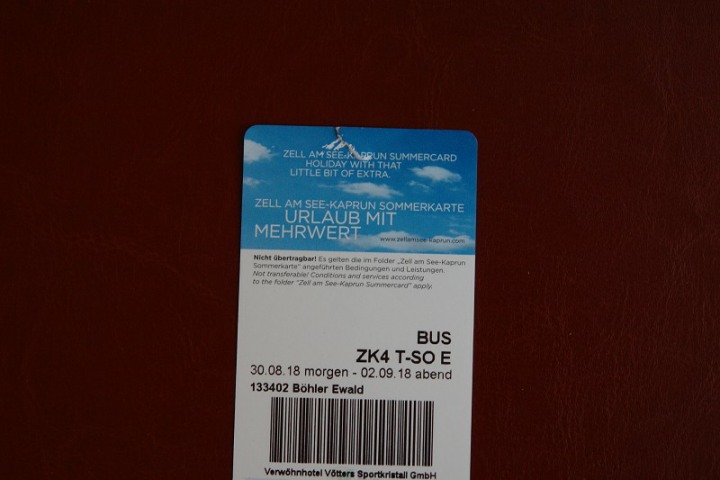 ZELL AM SEE-KAPRUN SUMMERCARD
HOLIDAY WITH THAT
LITTLE BIT OF EXTRA.
ZELL AM SEE-KAPRUN SOMMERKARTE
URLAUB MIT
MEHRWERT
www.zellamsee-kaprun.com
Nicht übertragbar! Es gelten die im Folder „Zell am See-Kaprun
Sommerkarte“ angeführten Bedingungen und Leistungen.
Not transferable! Conditions and services according
to the folder "Zell am See-Kaprun Summercard" apply.
BUS
ZK4 T-SO E
30.08.18 morgen - 02.09.18 abend
133402 Böhler Ewald
Verwöhnhotel Vötters Sportkristall GmbH